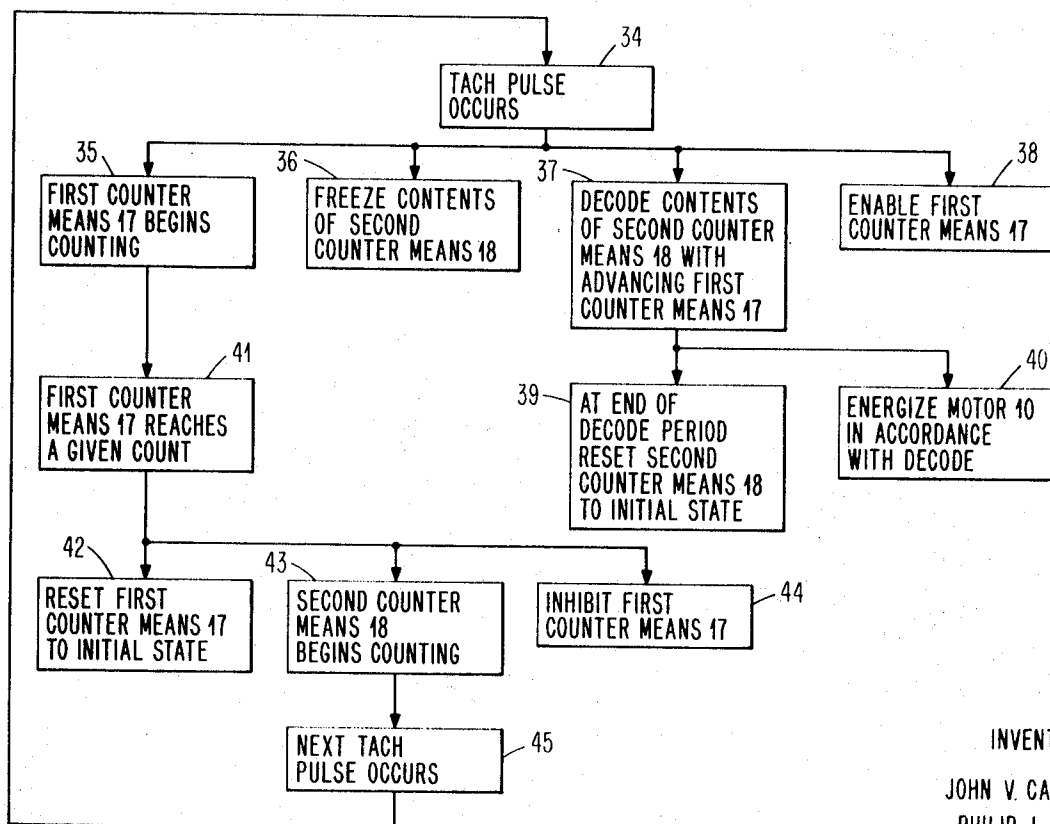 34
TACH PULSE
OCCURS
35
FIRST COUNTER
MEANS 17 BEGINS
COUNTING
36
FREEZE CONTENTS
OF SECOND
COUNTER MEANS 18
37
DECODE CONTENTS
OF SECOND COUNTER
MEANS 18 WITH
ADVANCING FIRST
COUNTER MEANS 17
38
ENABLE FIRST
COUNTER MEANS 17
41
FIRST COUNTER
MEANS 17 REACHES
A GIVEN COUNT
39
AT END OF
DECODE PERIOD
RESET SECOND
COUNTER MEANS 18
TO INITIAL STATE
40
ENERGIZE MOTOR 10
IN ACCORDANCE
WITH DECODE
42
RESET FIRST
COUNTER MEANS 17
TO INITIAL STATE
43
SECOND COUNTER
MEANS 18
BEGINS COUNTING
44
INHIBIT FIRST
COUNTER MEANS 17
45
NEXT TACH
PULSE OCCURS
INVENT
JOHN V. CA